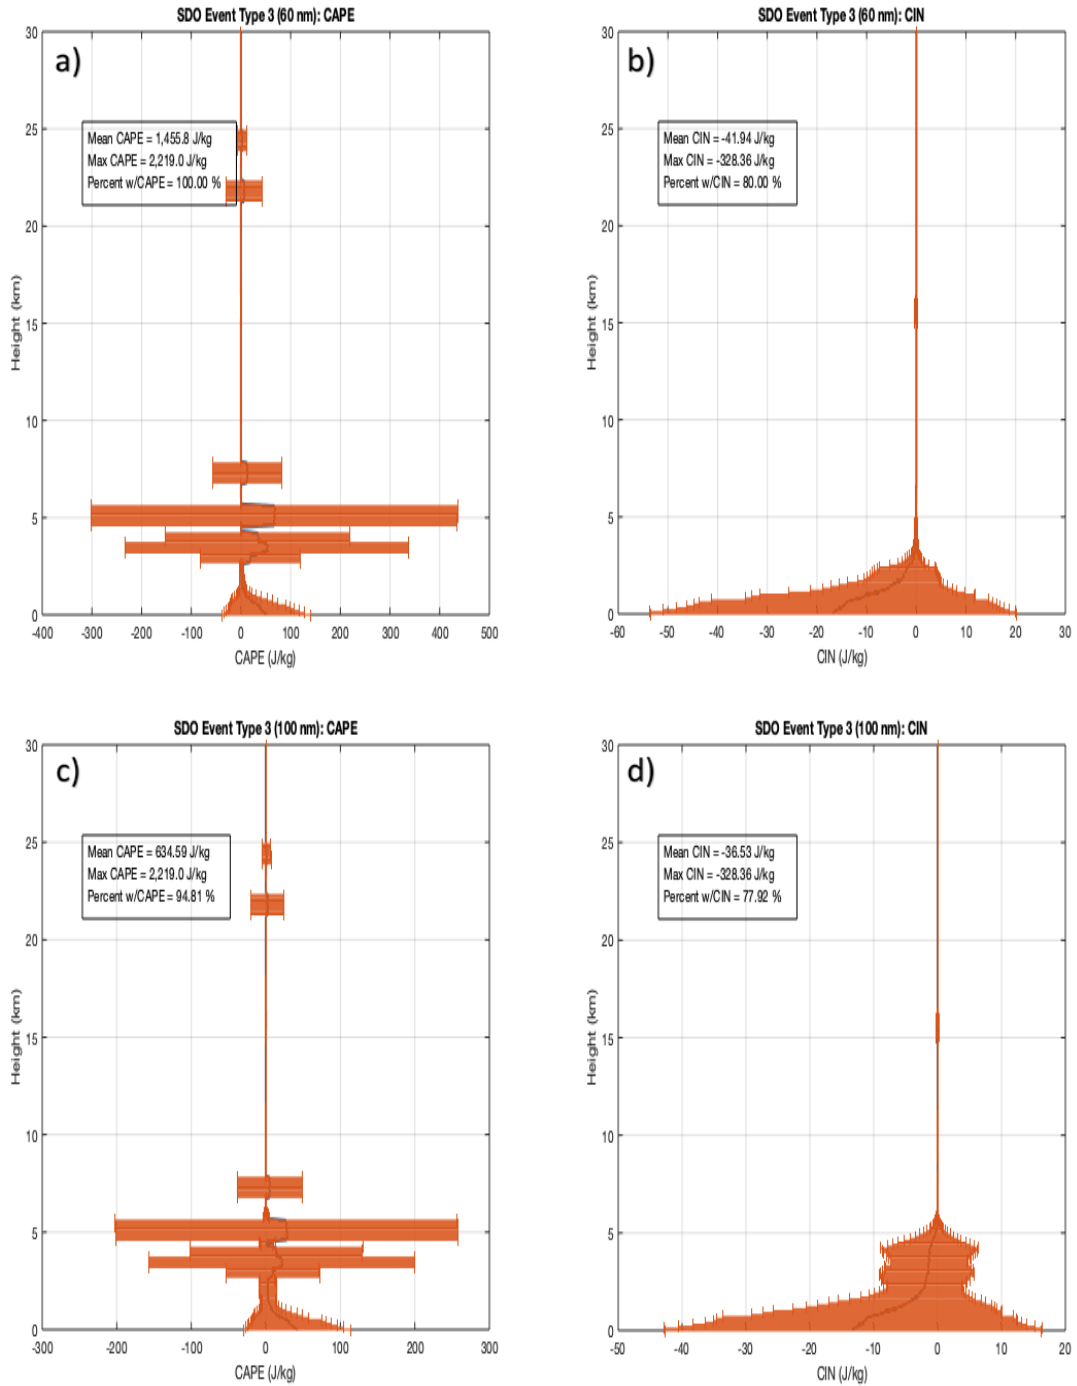 SDO Event Type 3 (60 nm): CAPE
a)
Mean CAPE = 1,455.8 J/kg
Max CAPE = 2,219.0 J/kg
Percent w/CAPE = 100.00 %
30
25
20
15
10
5
0
Height (km)
-400 -300 -200 -100 0 100 200 300 400 500
CAPE (J/kg)
SDO Event Type 3 (60 nm): CIN
b)
Mean CIN = -41.94 J/kg
Max CIN = -328.36 J/kg
Percent w/CIN = 80.00 %
30
25
20
15
10
5
0
Height (km)
-60 -50 -40 -30 -20 -10 0 10 20 30
CIN (J/kg)
SDO Event Type 3 (100 nm): CAPE
c)
Mean CAPE = 634.59 J/kg
Max CAPE = 2,219.0 J/kg
Percent w/CAPE = 94.81 %
30
25
20
15
10
5
0
Height (km)
-300 -200 -100 0 100 200 300
CAPE (J/kg)
SDO Event Type 3 (100 nm): CIN
d)
Mean CIN = -36.53 J/kg
Max CIN = -328.36 J/kg
Percent w/CIN = 77.92 %
30
25
20
15
10
5
0
Height (km)
-50 -40 -30 -20 -10 0 10 20
CIN (J/kg)